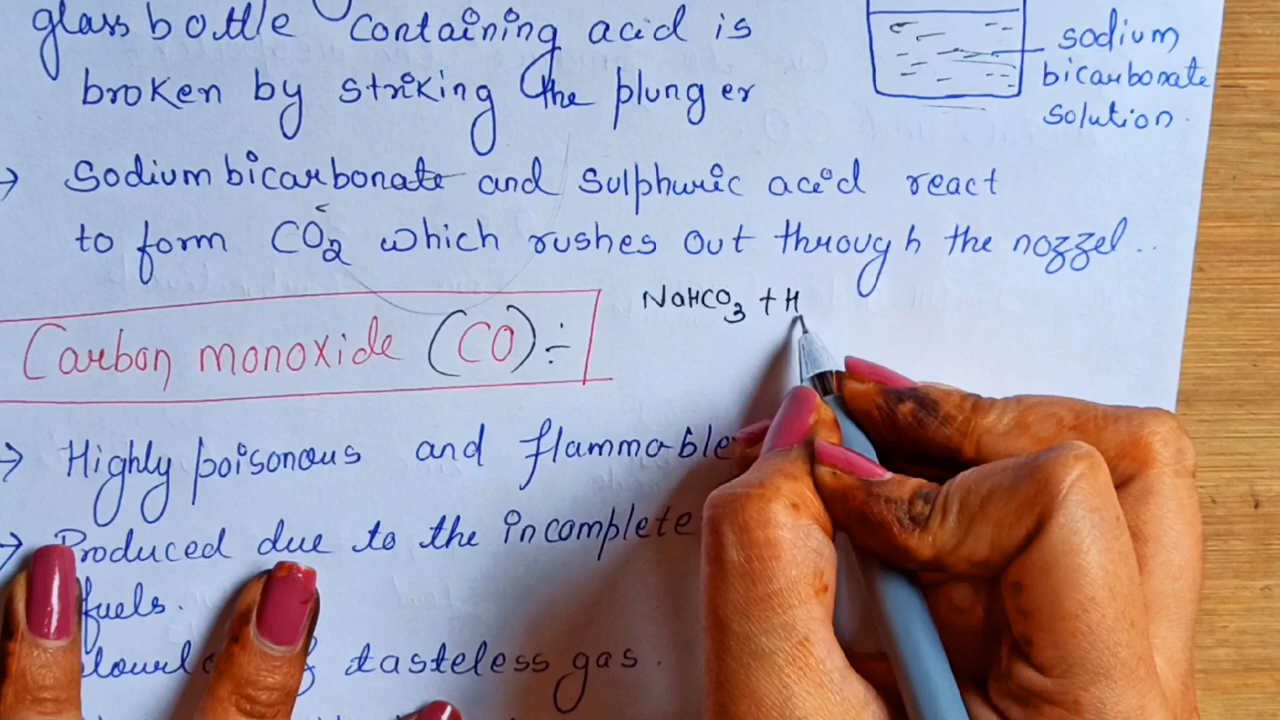 glass bottle containing acid is
broken by striking the plunger
sodium
bicarbonate
solution.
→ Sodium bicarbonate and sulphuric acid react
to form CO2 which rushes out through the nozzel..
NaHCO3 + H
Carbon monoxide (CO) ÷
→ Highly poisonous and flammable
→ Produced due to the incomplete
fuels.
tasteless gas.